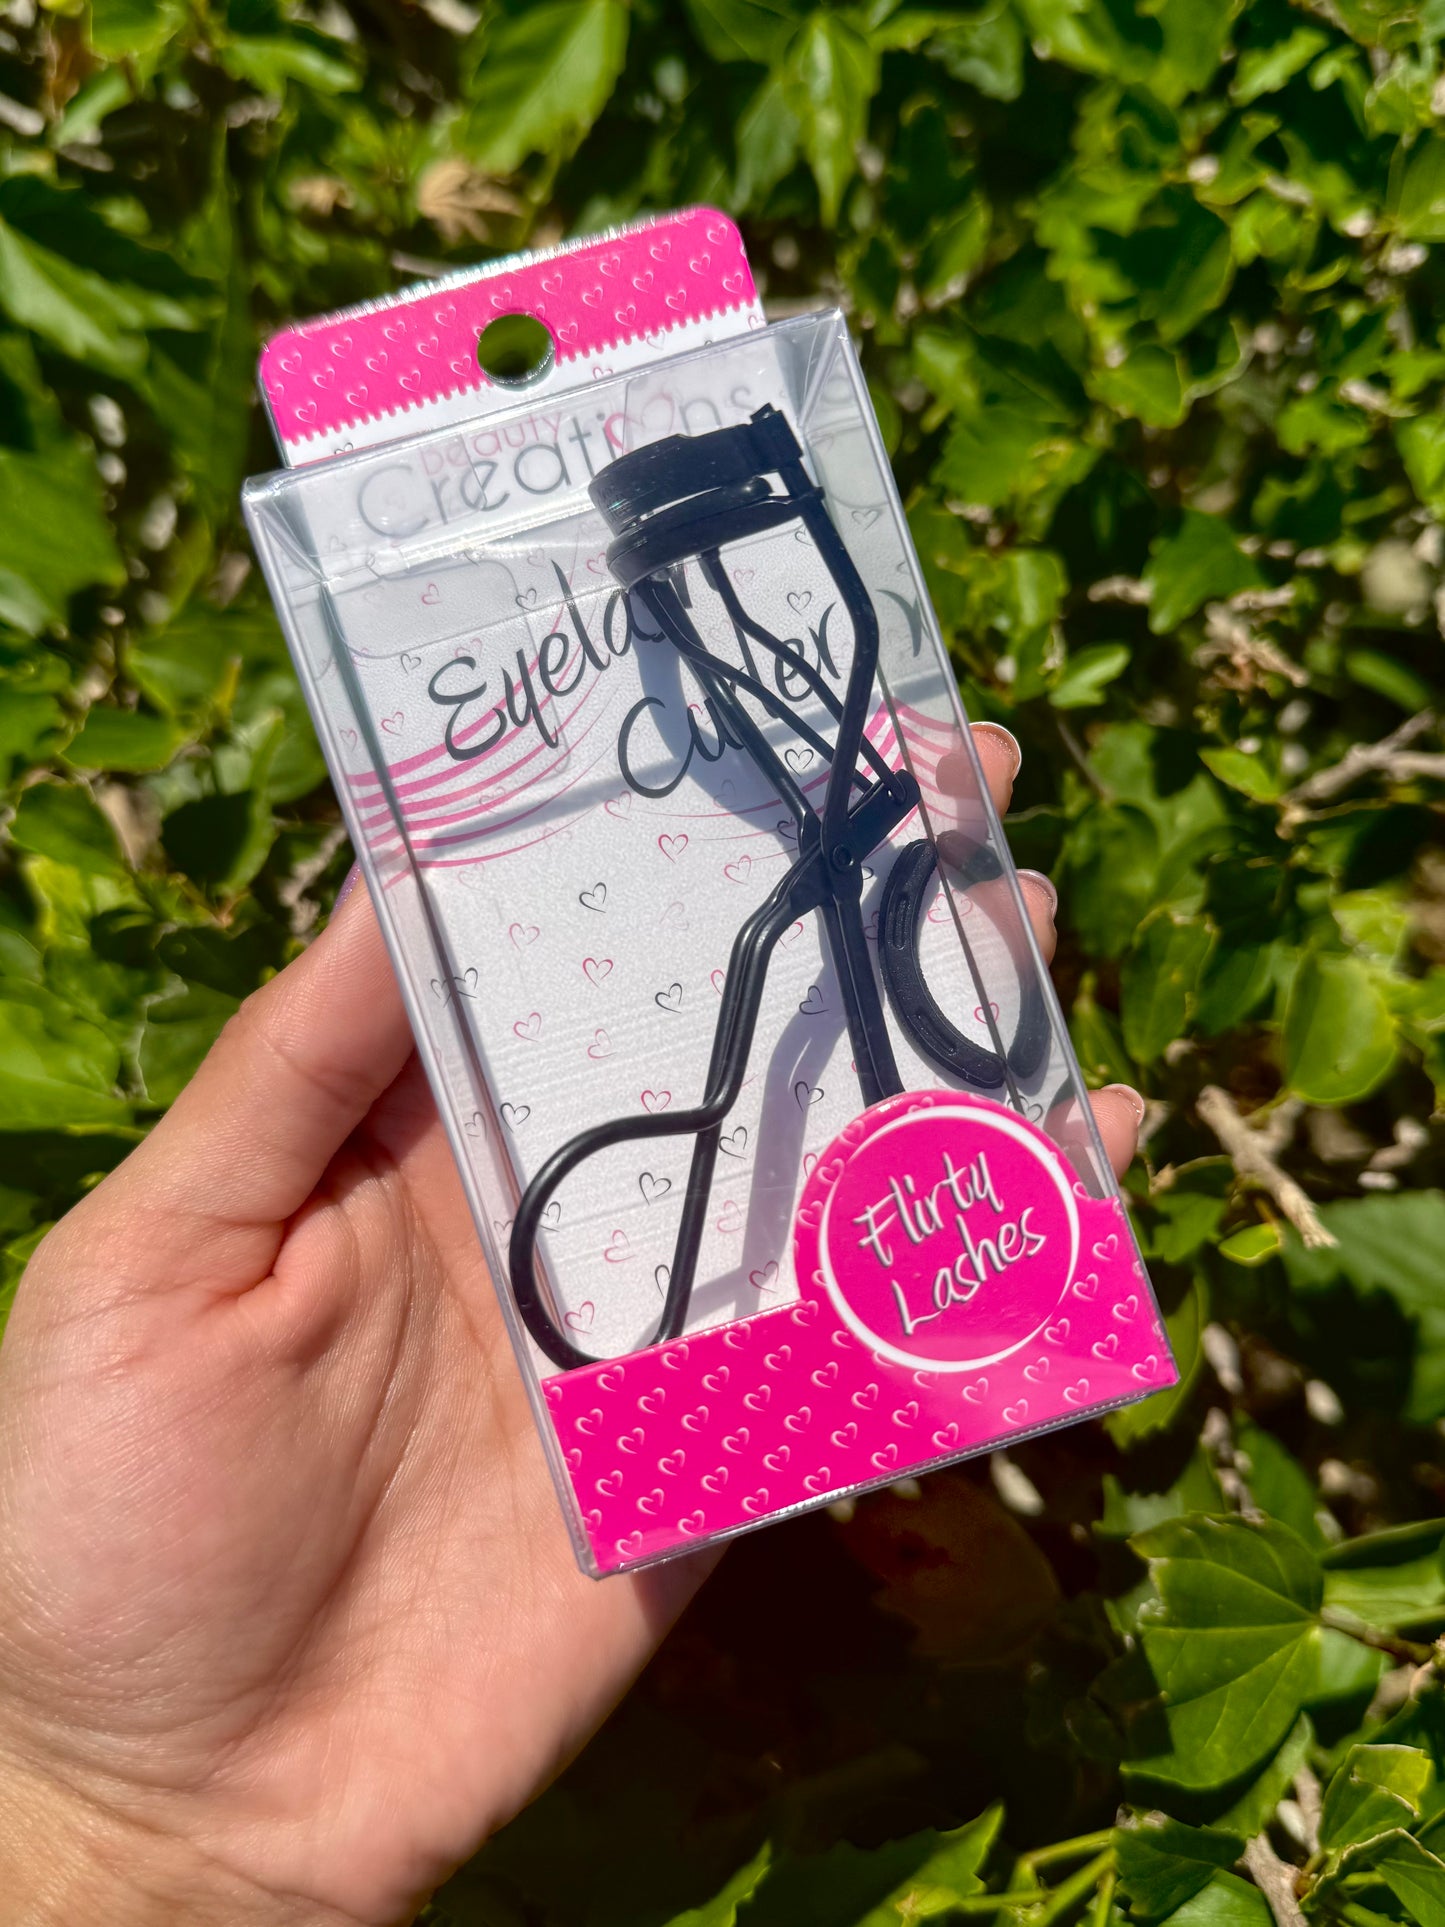 beauty
Creations
Eyelash
Curler
Flirty
Lashes